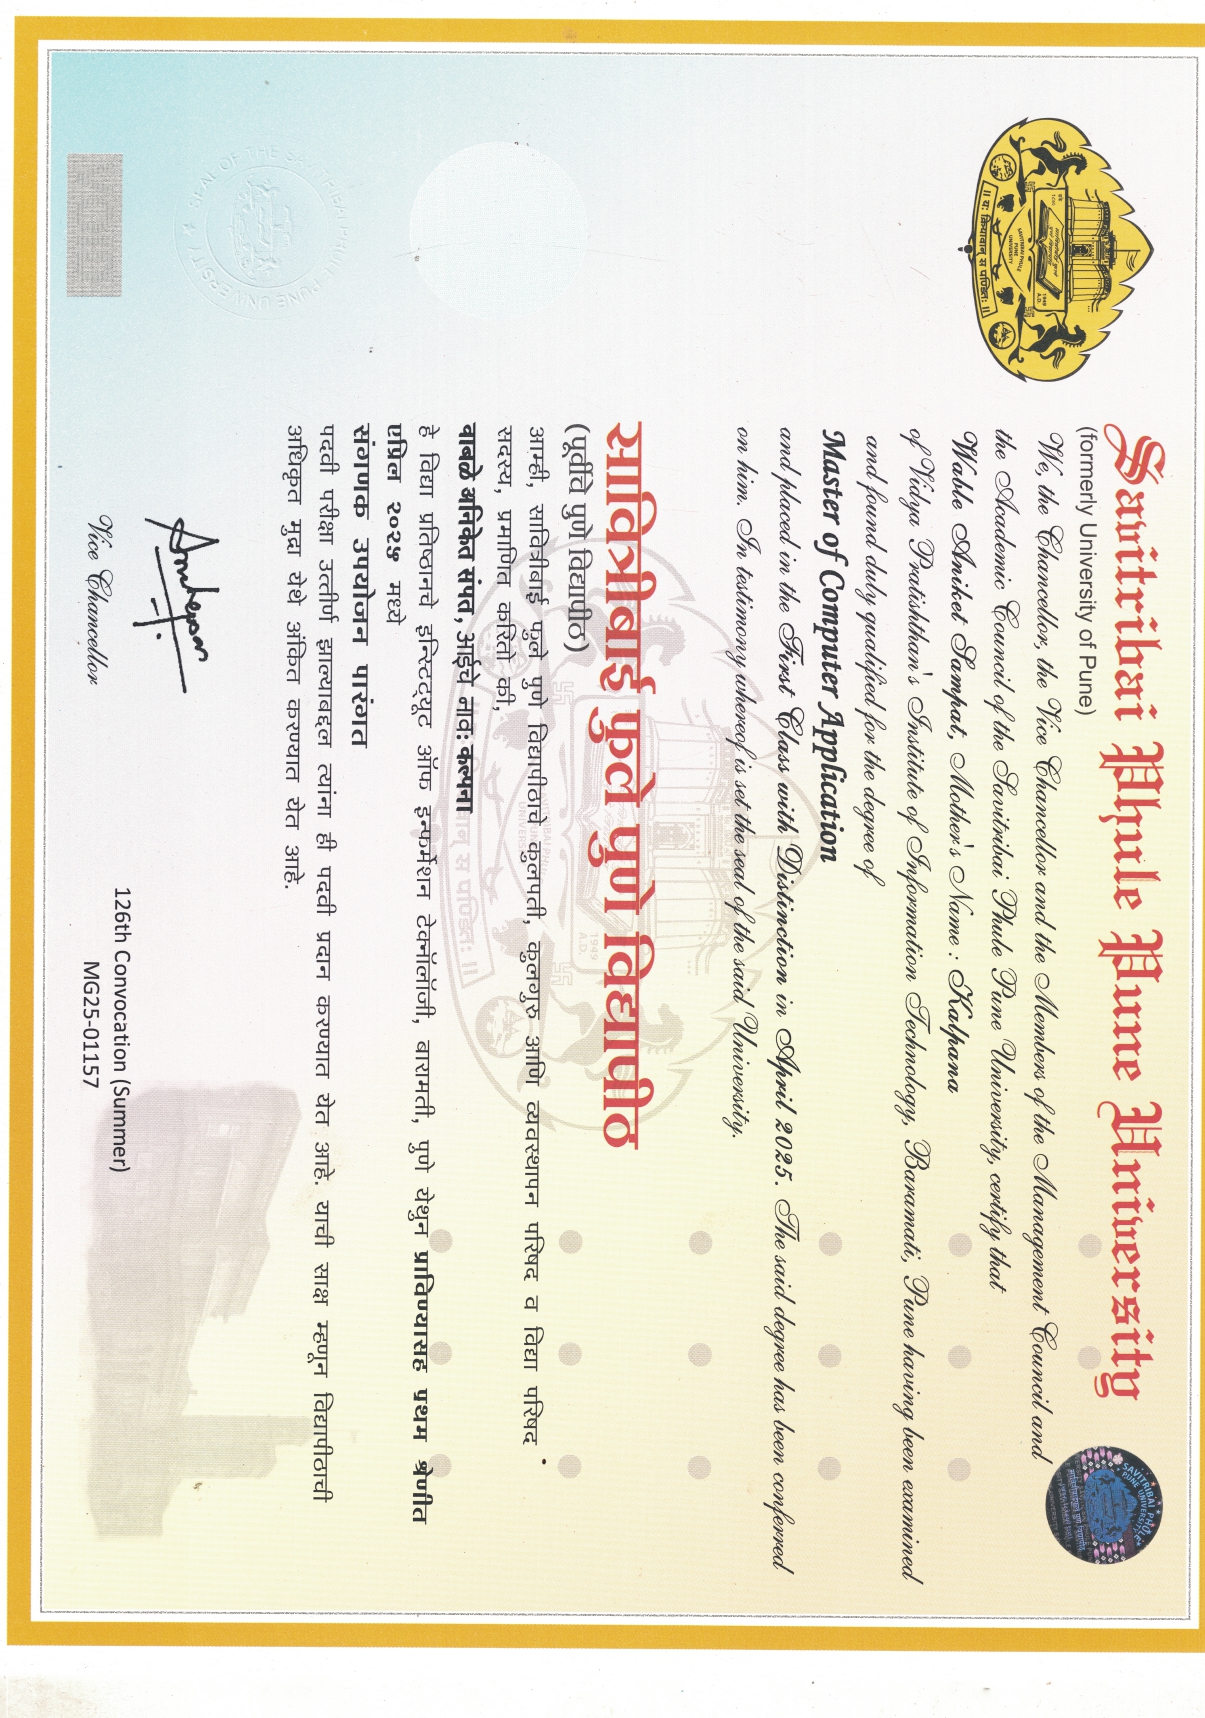 Savitribai Phule Pune University
(formerly University of Pune)
We, the Chancellor, the Vice Chancellor and the Members of the Management Council and
the Academic Council of the Savitribai Phule Pune University, certify that
Wable Aniket Sampat, Mother's Name : Kalpana
of Vidya Pratishthan's Institute of Information Technology, Baramati, Pune having been examined
and found duly qualified for the degree of
Master of Computer Application
and placed in the First Class with Distinction in April 2025. The said degree has been conferred
on him. In testimony whereof is set the seal of the said University.
सावित्रीबाई फुले पुणे विद्यापीठ
(पूर्वीचे पुणे विद्यापीठ)
आम्ही, सावित्रीबाई फुले पुणे विद्यापीठाचे कुलपती, कुलगुरु आणि व्यवस्थापन परिषद व विद्या परिषद
सदस्य, प्रमाणित करितो की,
वाबळे अनिकेत संपत, आईचे नाव: कल्पना
हे विद्या प्रतिष्ठानचे इन्स्टिट्यूट ऑफ इन्फर्मेशन टेक्नॉलॉजी, बारामती, पुणे येथुन प्राविण्यासह प्रथम श्रेणीत
एप्रिल २०२५ मध्ये
संगणक उपयोजन पारंगत
पदवी परीक्षा उत्तीर्ण झाल्याबद्दल त्यांना ही पदवी प्रदान करण्यात येत आहे. याची साक्ष म्हणून विद्यापीठाची
अधिकृत मुद्रा येथे अंकित करण्यात येत आहे.
Vice Chancellor
126th Convocation (Summer)
MG25-01157
SAVITRIBAI PHULE
PUNE
UNIVERSITY
1949
A.D.
॥ यः क्रियावान् स पण्डितः ॥
SAVITRIBAI PHULE
PUNE UNIVERSITY
SEAL OF THE SAVITRIBAI PHULE PUNE UNIVERSITY